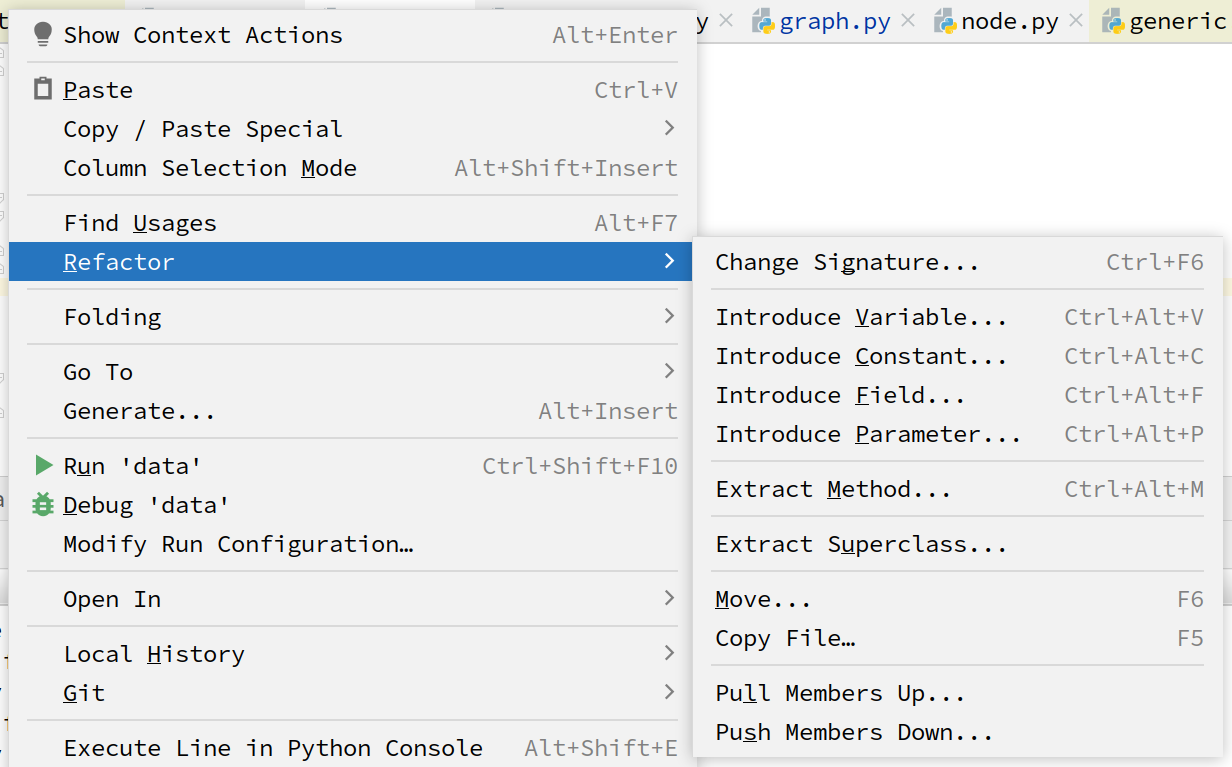 graph.py
node.py
generic
Show Context Actions Alt+Enter
Paste Ctrl+V
Copy / Paste Special
Column Selection Mode Alt+Shift+Insert
Find Usages Alt+F7
Refactor
Folding
Go To
Generate... Alt+Insert
Run 'data' Ctrl+Shift+F10
Debug 'data'
Modify Run Configuration…
Open In
Local History
Git
Execute Line in Python Console Alt+Shift+E
Change Signature... Ctrl+F6
Introduce Variable... Ctrl+Alt+V
Introduce Constant... Ctrl+Alt+C
Introduce Field... Ctrl+Alt+F
Introduce Parameter... Ctrl+Alt+P
Extract Method... Ctrl+Alt+M
Extract Superclass...
Move... F6
Copy File… F5
Pull Members Up...
Push Members Down...